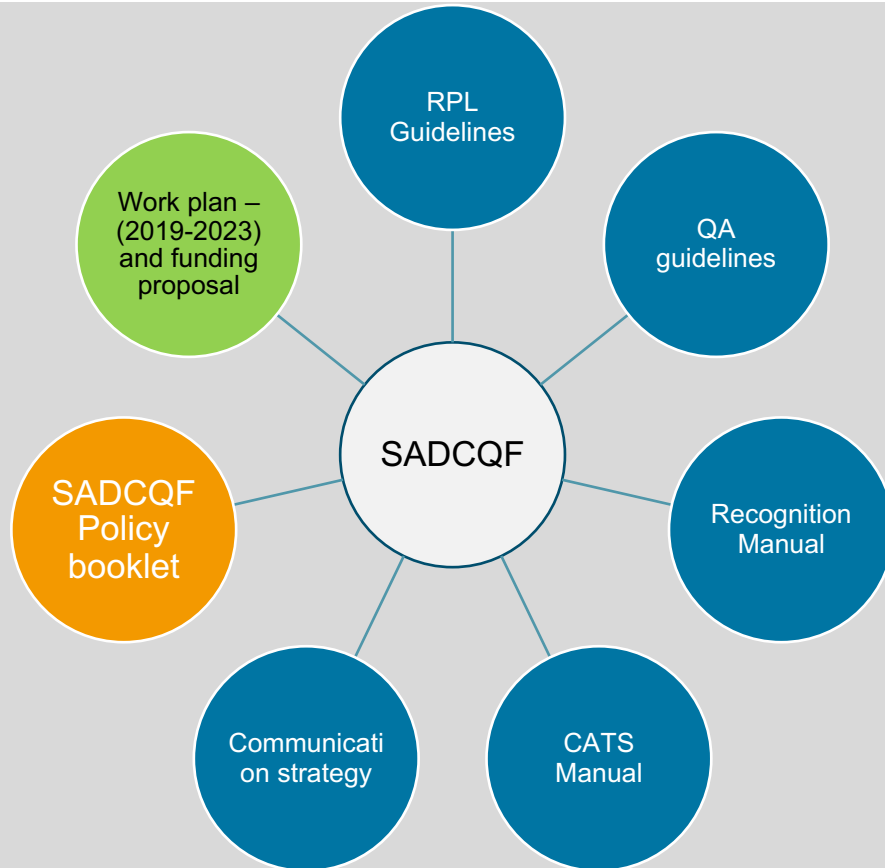 RPL
Guidelines
QA
guidelines
Recognition
Manual
CATS
Manual
Communicati
on strategy
SADCQF
Policy
booklet
Work plan –
(2019-2023)
and funding
proposal
SADCQF